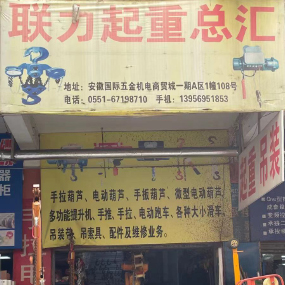 联力起重总汇
地址：安徽国际五金机电商贸城一期A区1幢108号
电话：0551-67198710 手机：13956951853
手拉葫芦、电动葫芦、手扳葫芦、微型电动葫芦、
多功能提升机、手推、手拉、电动跑车、各种大小滑车、
吊装带、吊索具、配件及维修业务。
起重吊装